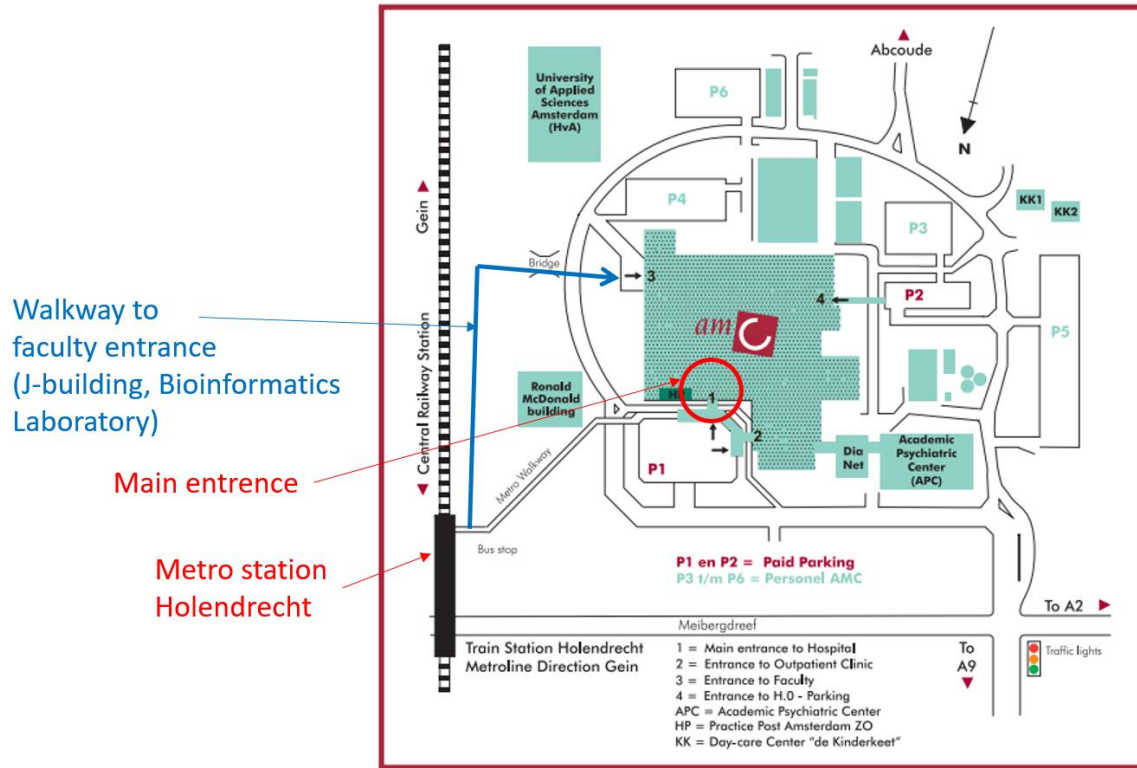 Walkway to
faculty entrance
(J-building, Bioinformatics
Laboratory)
Main entrence
Metro station
Holendrecht
Gein
Central Railway Station
University
of Applied
Sciences
Amsterdam
(HvA)
P6
Abcoude
N
KK1
KK2
P4
P3
Bridge
3
4
P2
P5
am
Ronald
McDonald
building
1
2
P1
Metro Walkway
Dia
Net
Academic
Psychiatric
Center
(APC)
Bus stop
P1 en P2 = Paid Parking
P3 t/m P6 = Personel AMC
To A2
Meibergdreef
Train Station Holendrecht
Metroline Direction Gein
1 = Main entrance to Hospital
2 = Entrance to Outpatient Clinic
3 = Entrance to Faculty
4 = Entrance to H.0 - Parking
APC = Academic Psychiatric Center
HP = Practice Post Amsterdam ZO
KK = Day-care Center "de Kinderkeet"
To
A9
Traffic lights